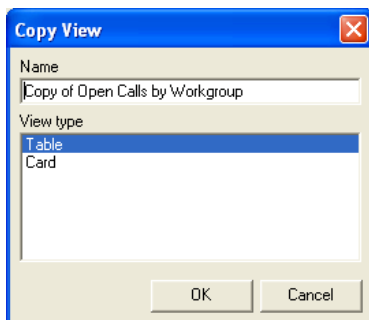 Copy View
Name
Copy of Open Calls by Workgroup
View type
Table
Card
OK
Cancel